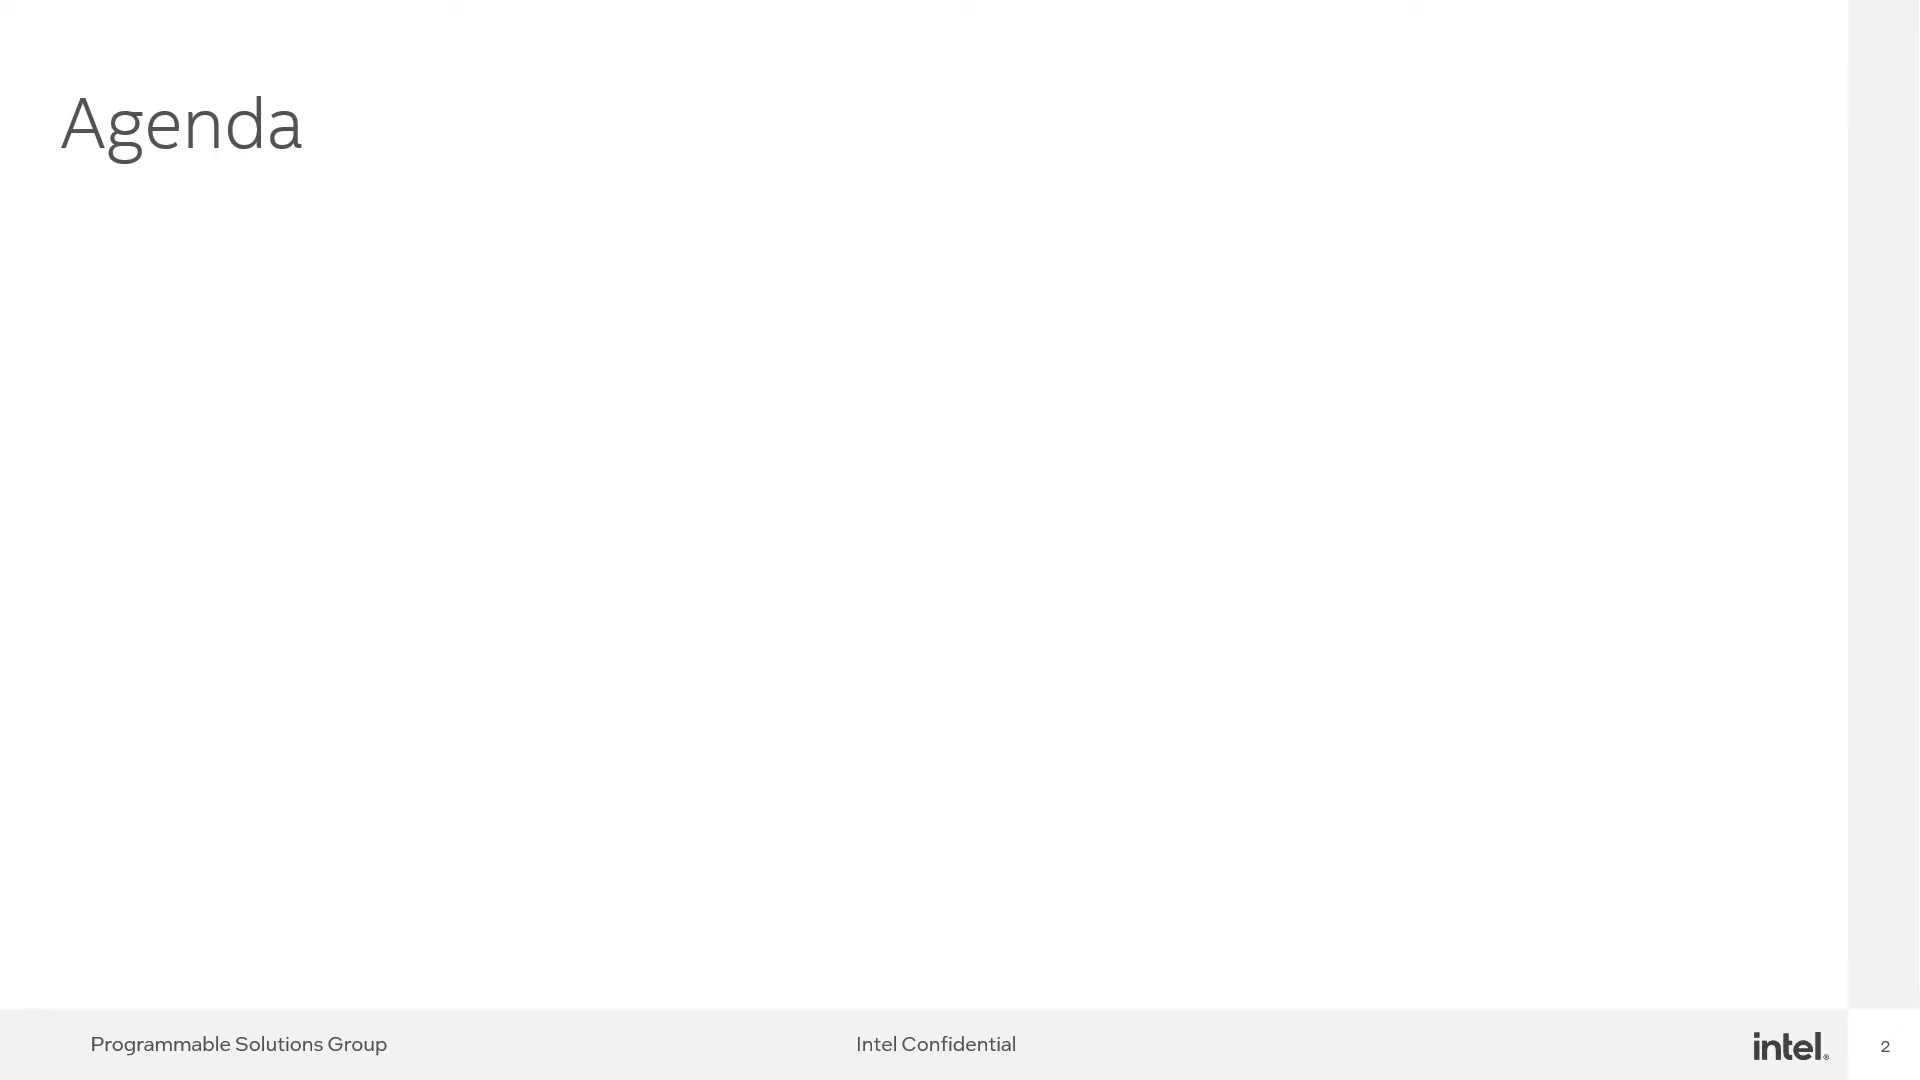 Agenda
Programmable Solutions Group
Intel Confidential
intel®
2